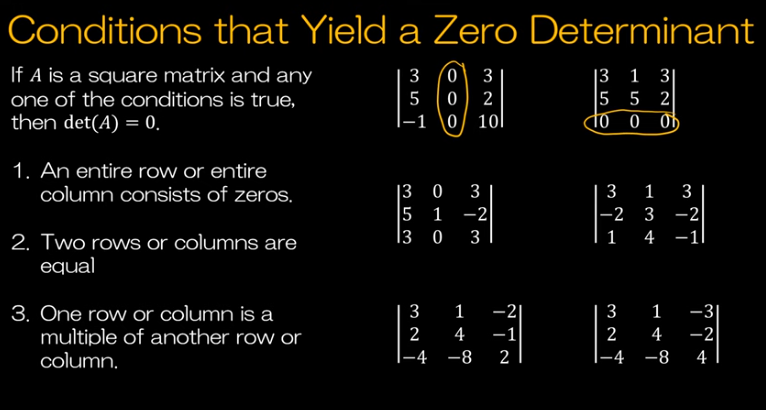 Conditions that Yield a Zero Determinant
If A is a square matrix and any
one of the conditions is true,
then det(A) = 0.
1. An entire row or entire
column consists of zeros.
2. Two rows or columns are
equal
3. One row or column is a
multiple of another row or
column.
|3 0 3|
|5 0 2|
|−1 0 10|
|3 1 3|
|5 5 2|
|0 0 0|
|3 0 3|
|5 1 −2|
|3 0 3|
|3 1 3|
|−2 3 −2|
|1 4 −1|
|3 1 −2|
|2 4 −1|
|−4 −8 2|
|3 1 −3|
|2 4 −2|
|−4 −8 4|